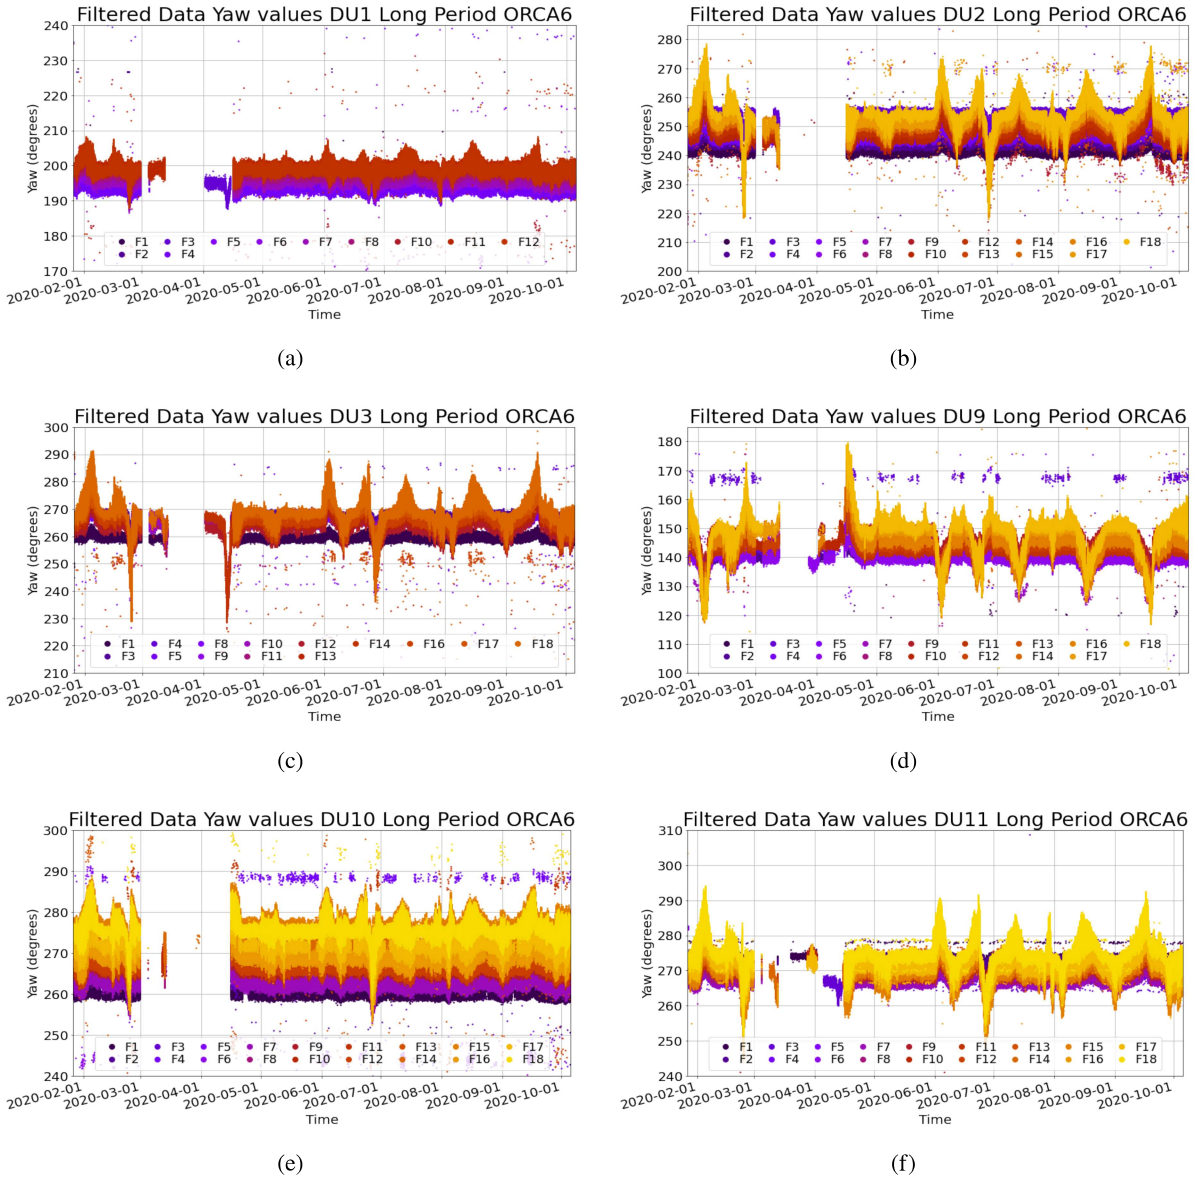 Filtered Data Yaw values DU1 Long Period ORCA6
240
230
220
210
200
190
180
170
Yaw (degrees)
F1 F3 F5 F6 F7 F8 F10 F11 F12
F2 F4
2020-02-01 2020-03-01 2020-04-01 2020-05-01 2020-06-01 2020-07-01 2020-08-01 2020-09-01 2020-10-01
Time
(a)
Filtered Data Yaw values DU2 Long Period ORCA6
280
270
260
250
240
230
220
210
200
Yaw (degrees)
F1 F3 F5 F7 F9 F12 F14 F16 F18
F2 F4 F6 F8 F10 F13 F15 F17
2020-02-01 2020-03-01 2020-04-01 2020-05-01 2020-06-01 2020-07-01 2020-08-01 2020-09-01 2020-10-01
Time
(b)
Filtered Data Yaw values DU3 Long Period ORCA6
300
290
280
270
260
250
240
230
220
210
Yaw (degrees)
F1 F4 F8 F10 F12 F14 F16 F17 F18
F3 F5 F9 F11 F13
2020-02-01 2020-03-01 2020-04-01 2020-05-01 2020-06-01 2020-07-01 2020-08-01 2020-09-01 2020-10-01
Time
(c)
Filtered Data Yaw values DU9 Long Period ORCA6
180
170
160
150
140
130
120
110
100
Yaw (degrees)
F1 F3 F5 F7 F9 F11 F13 F16 F18
F2 F4 F6 F8 F10 F12 F14 F17
2020-02-01 2020-03-01 2020-04-01 2020-05-01 2020-06-01 2020-07-01 2020-08-01 2020-09-01 2020-10-01
Time
(d)
Filtered Data Yaw values DU10 Long Period ORCA6
300
290
280
270
260
250
240
Yaw (degrees)
F1 F3 F5 F7 F9 F11 F13 F15 F17
F2 F4 F6 F8 F10 F12 F14 F16 F18
2020-02-01 2020-03-01 2020-04-01 2020-05-01 2020-06-01 2020-07-01 2020-08-01 2020-09-01 2020-10-01
Time
(e)
Filtered Data Yaw values DU11 Long Period ORCA6
310
300
290
280
270
260
250
240
Yaw (degrees)
F1 F3 F5 F7 F9 F11 F13 F15 F17
F2 F4 F6 F8 F10 F12 F14 F16 F18
2020-02-01 2020-03-01 2020-04-01 2020-05-01 2020-06-01 2020-07-01 2020-08-01 2020-09-01 2020-10-01
Time
(f)